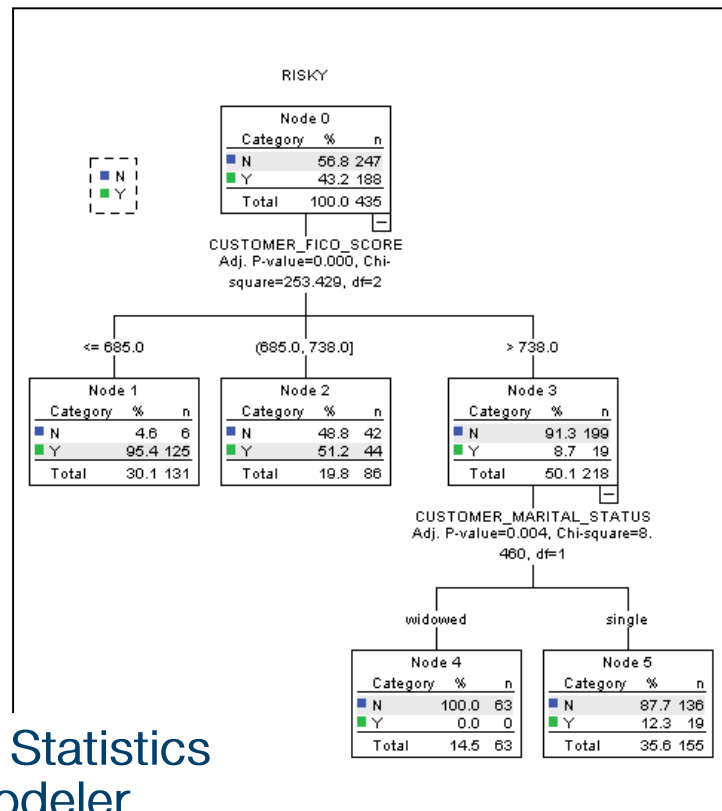 RISKY
Node 0
Category % n
N 56.8 247
Y 43.2 188
Total 100.0 435
N
Y
CUSTOMER_FICO_SCORE
Adj. P-value=0.000, Chi-
square=253.429, df=2
<= 685.0
(685.0, 738.0]
> 738.0
Node 1
Category % n
N 4.6 6
Y 95.4 125
Total 30.1 131
Node 2
Category % n
N 48.8 42
Y 51.2 44
Total 19.8 86
Node 3
Category % n
N 91.3 199
Y 8.7 19
Total 50.1 218
CUSTOMER_MARITAL_STATUS
Adj. P-value=0.004, Chi-square=8.
460, df=1
widowed
single
Node 4
Category % n
N 100.0 63
Y 0.0 0
Total 14.5 63
Node 5
Category % n
N 87.7 136
Y 12.3 19
Total 35.6 155
Statistics
odeler